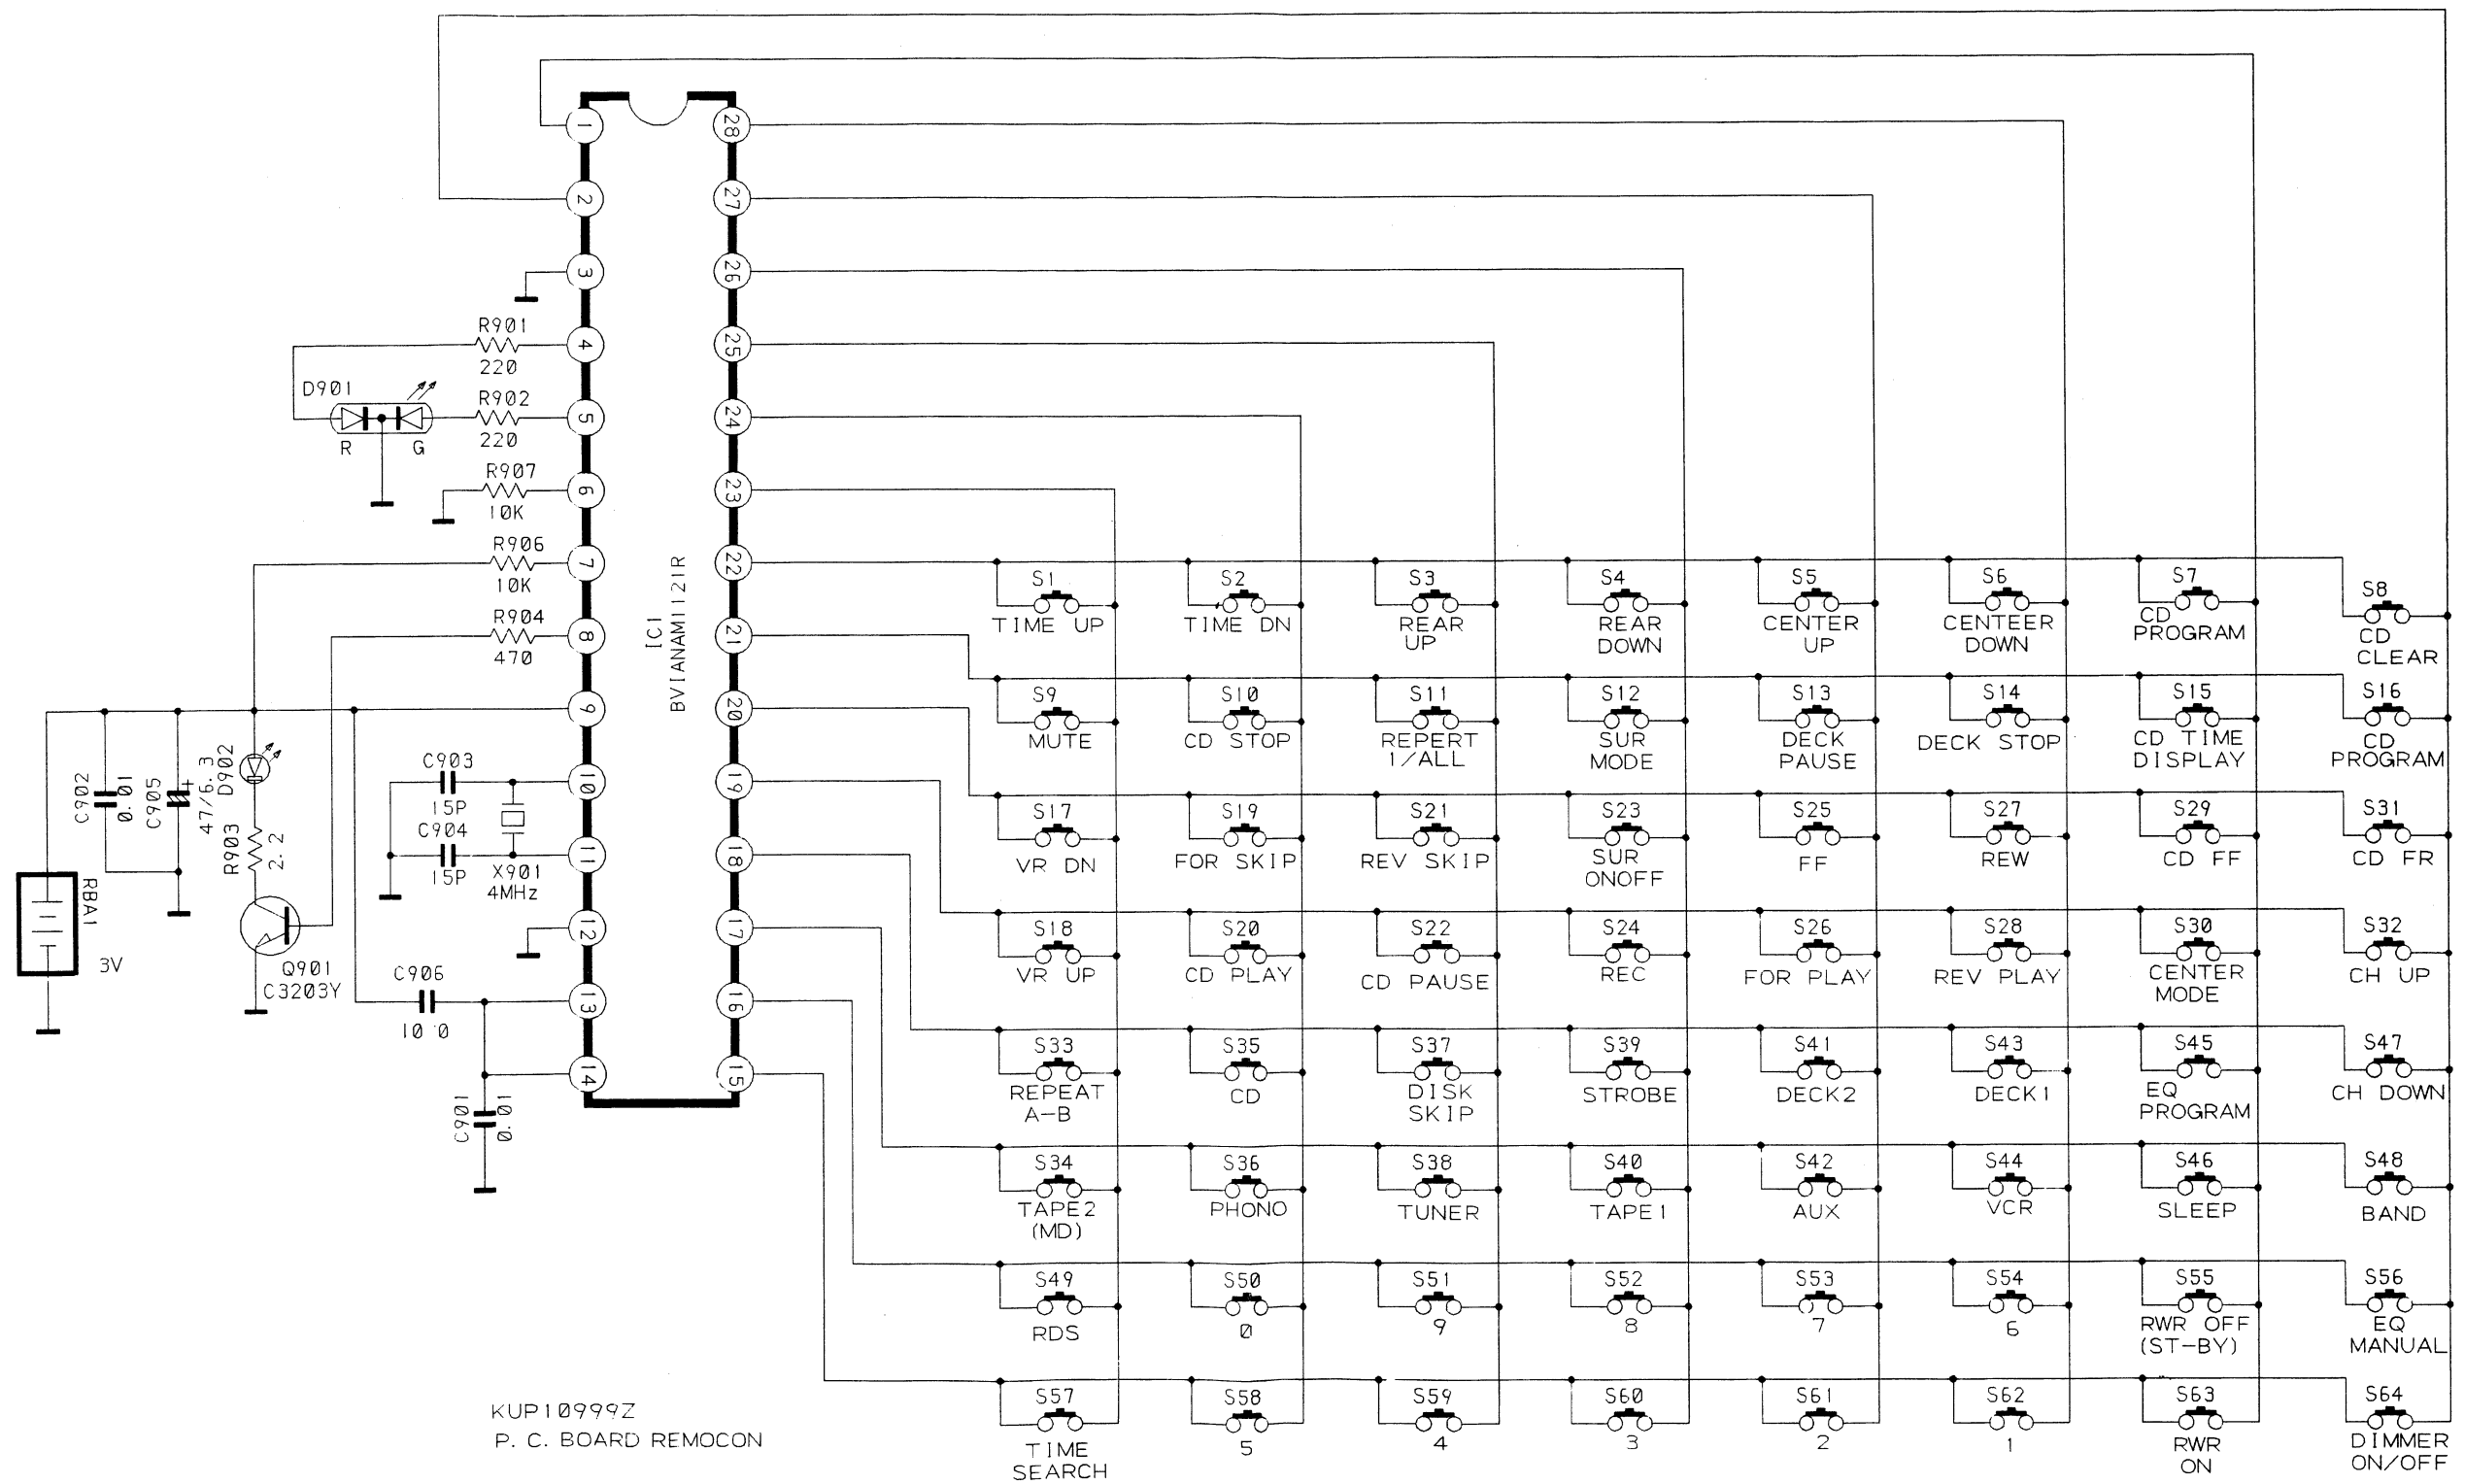 1
28
2
27
3
26
R901
4
25
220
D901
R902
5
24
R
G
220
R907
6
23
10K
R906
7
22
10K
R904
8
21
470
IC1
BVIANAM1121R
9
20
C902
0.01
C905
+
47/6.3
D902
C903
10
19
15P
C904
R903
2.2
11
18
15P
X901
4MHz
RBA1
3V
12
17
Q901
C3203Y
C906
13
16
14
15
C901
0.01
S1
TIME UP
S2
TIME DN
S3
REAR
UP
S4
REAR
DOWN
S5
CENTER
UP
S6
CENTEER
DOWN
S7
CD
PROGRAM
S8
CD
CLEAR
S9
MUTE
S10
CD STOP
S11
REPERT
1/ALL
S12
SUR
MODE
S13
DECK
PAUSE
S14
DECK STOP
S15
CD TIME
DISPLAY
S16
CD
PROGRAM
S17
VR DN
S19
FOR SKIP
S21
REV SKIP
S23
SUR
ONOFF
S25
FF
S27
REW
S29
CD FF
S31
CD FR
S18
VR UP
S20
CD PLAY
S22
CD PAUSE
S24
REC
S26
FOR PLAY
S28
REV PLAY
S30
CENTER
MODE
S32
CH UP
S33
REPEAT
A-B
S35
CD
S37
DISK
SKIP
S39
STROBE
S41
DECK2
S43
DECK1
S45
EQ
PROGRAM
S47
CH DOWN
S34
TAPE2
(MD)
S36
PHONO
S38
TUNER
S40
TAPE1
S42
AUX
S44
VCR
S46
SLEEP
S48
BAND
S49
RDS
S50
0
S51
9
S52
8
S53
7
S54
6
S55
RWR OFF
(ST-BY)
S56
EQ
MANUAL
S57
TIME
SEARCH
S58
5
S59
4
S60
3
S61
2
S62
1
S63
RWR
ON
S64
DIMMER
ON/OFF
KUP10999Z
P. C. BOARD REMOCON